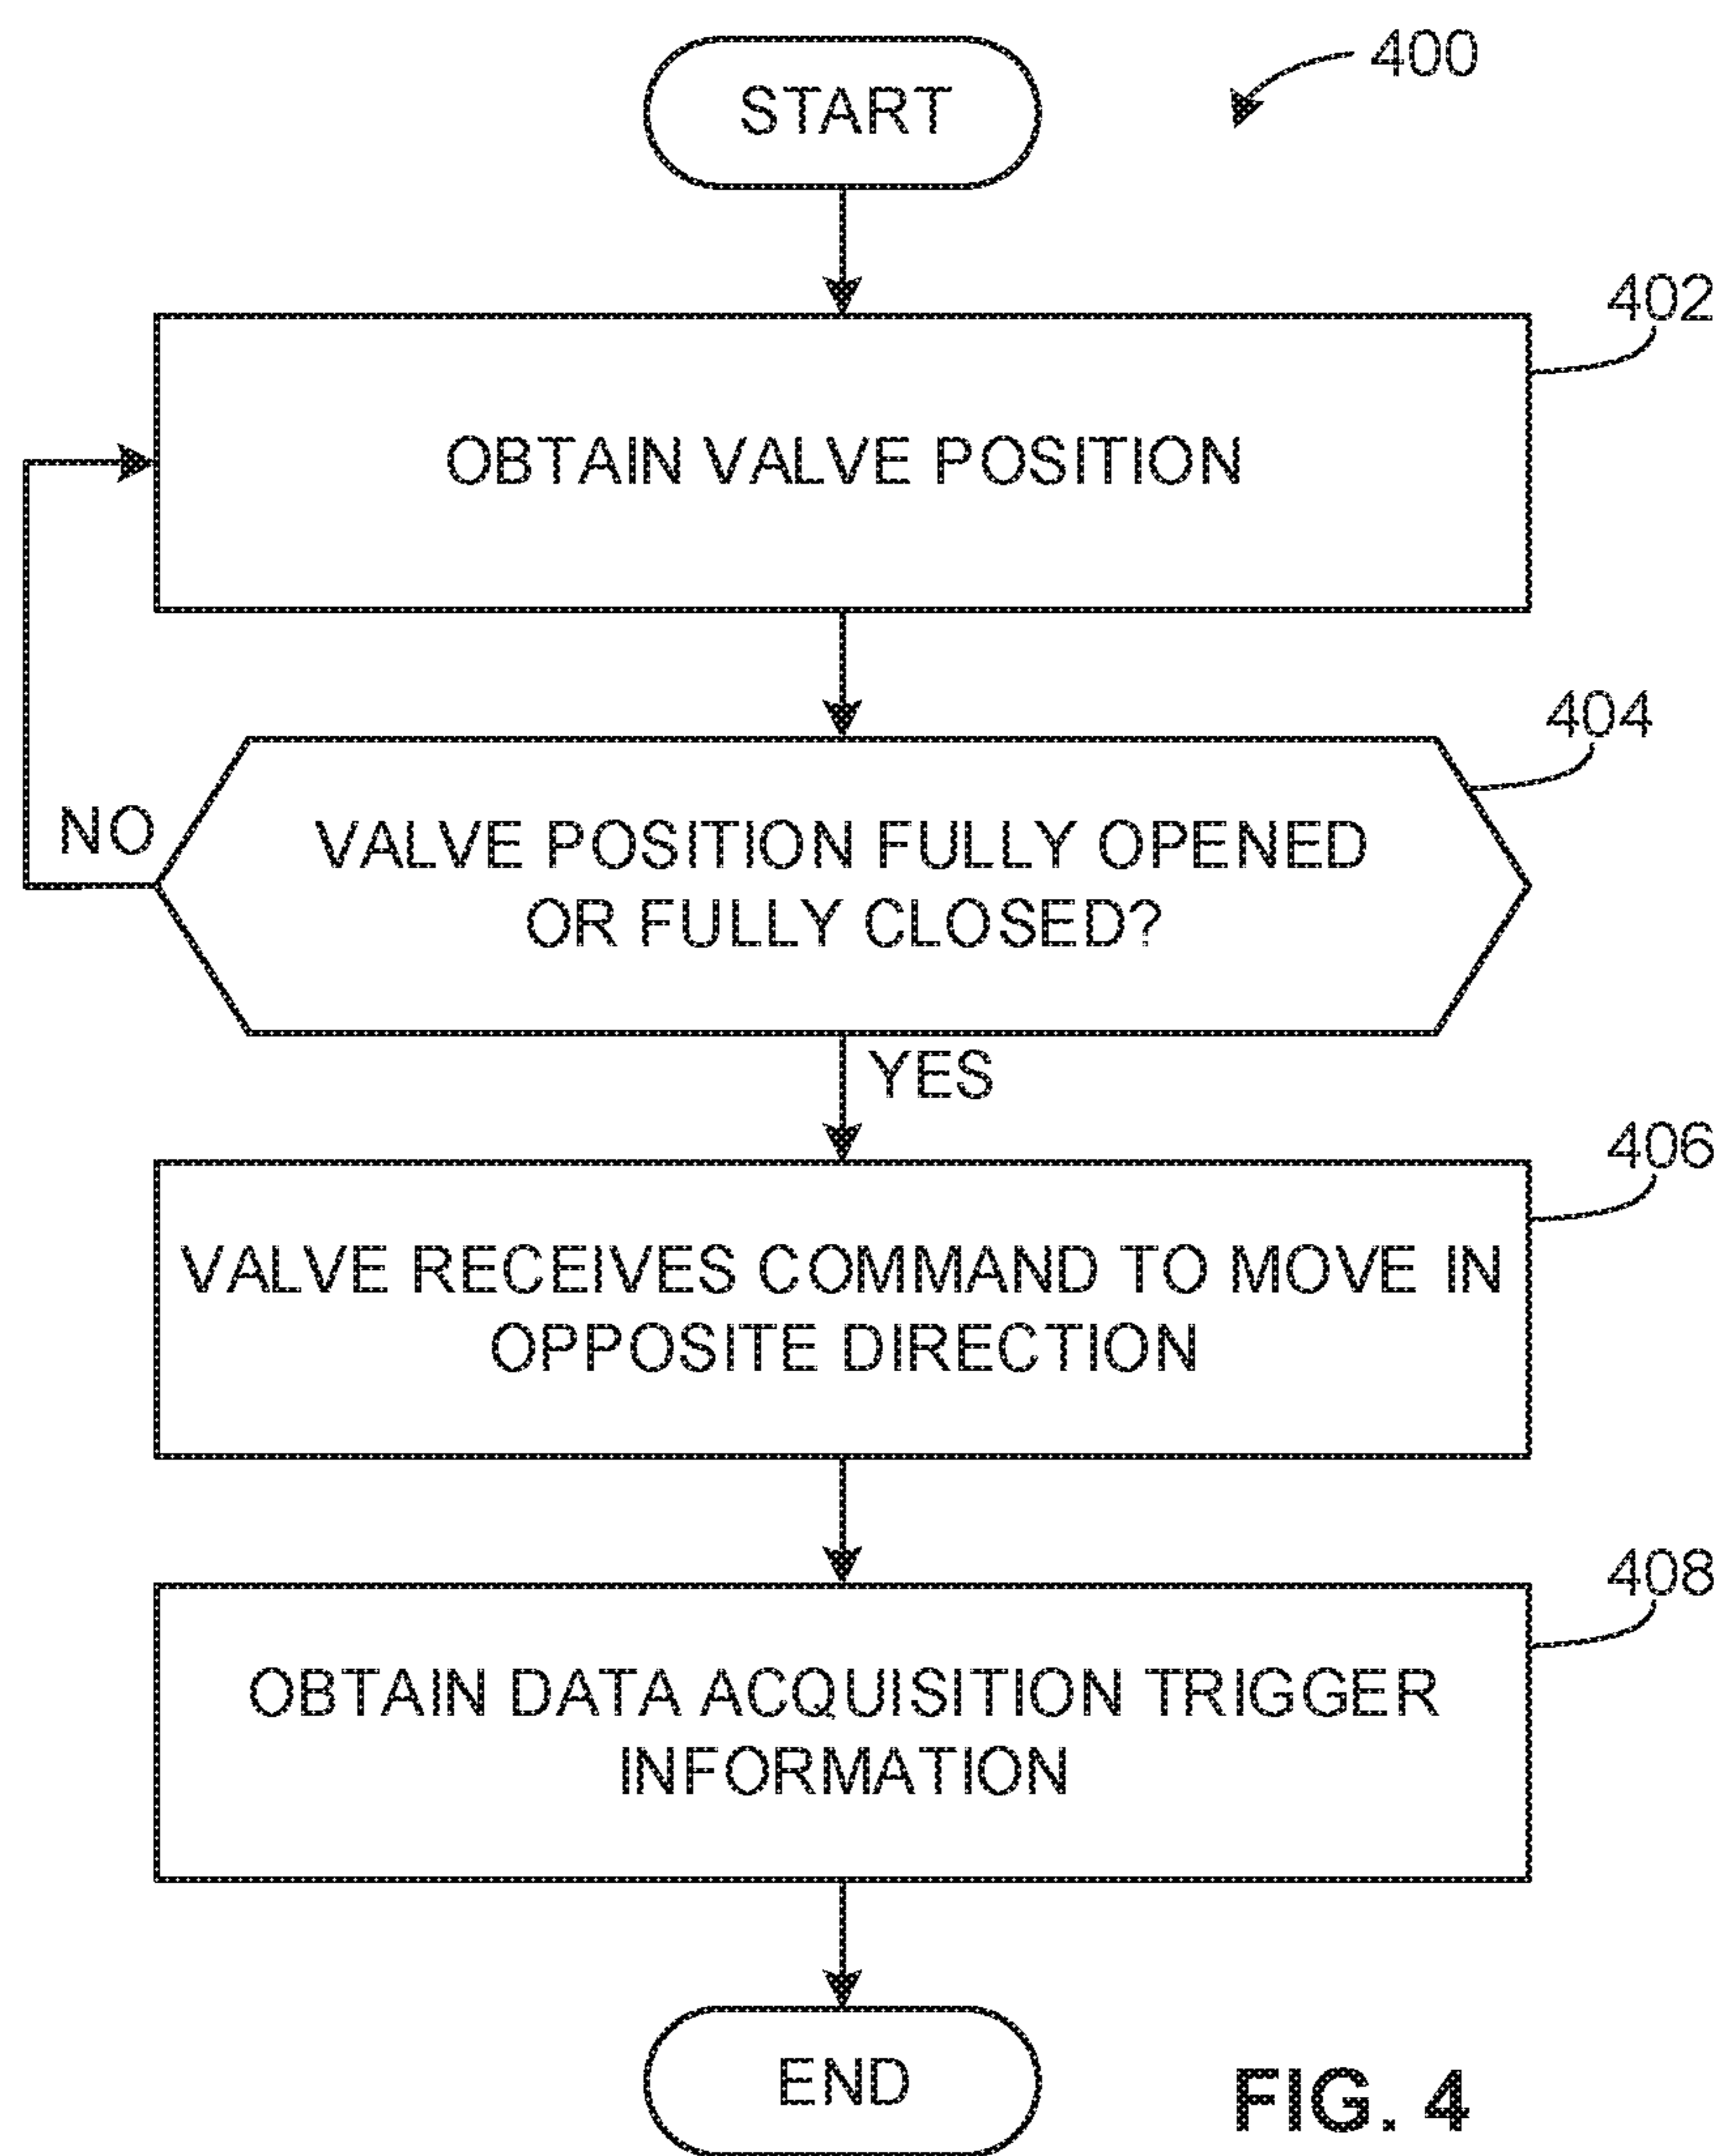 START
400
402
OBTAIN VALVE POSITION
404
NO
VALVE POSITION FULLY OPENED
OR FULLY CLOSED?
YES
406
VALVE RECEIVES COMMAND TO MOVE IN
OPPOSITE DIRECTION
408
OBTAIN DATA ACQUISITION TRIGGER
INFORMATION
END
FIG. 4